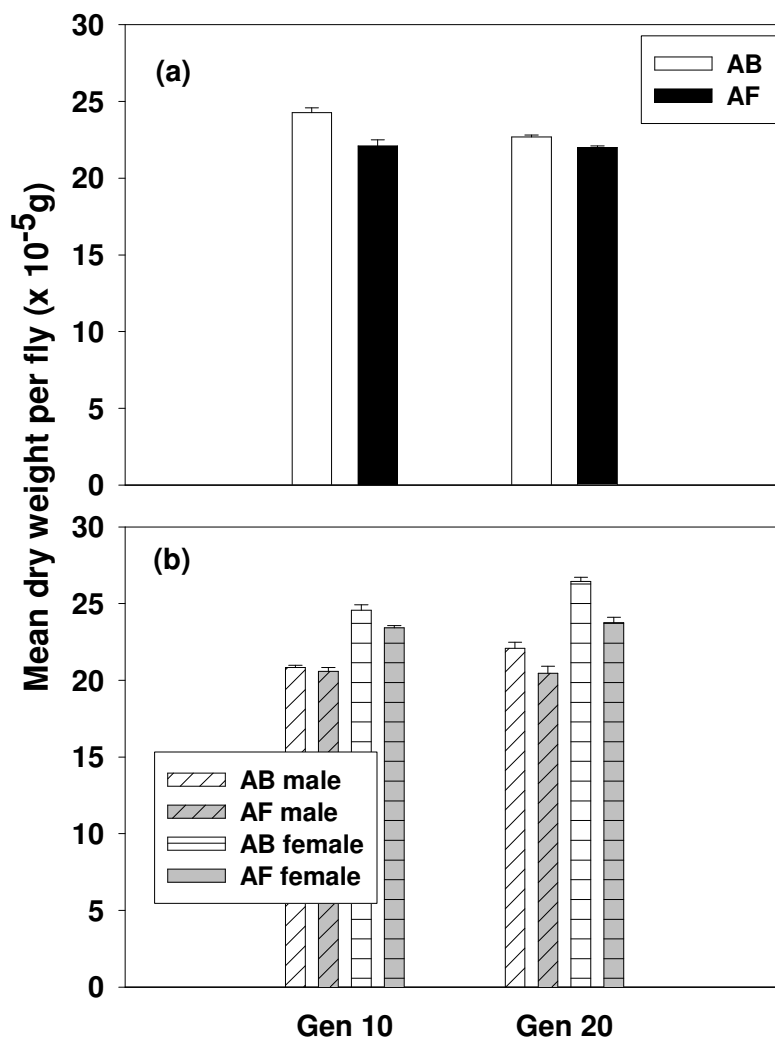 Mean dry weight per fly (x 10-5g)
30
25
20
15
10
5
0
(a)
AB
AF
30
25
20
15
10
5
0
(b)
AB male
AF male
AB female
AF female
Gen 10 Gen 20